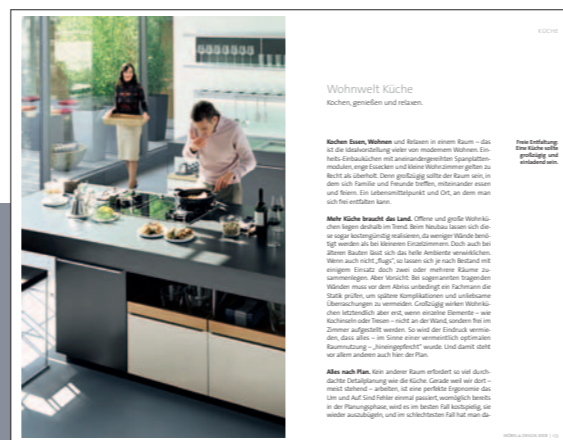 KÜCHE
Wohnwelt Küche
Kochen, genießen und relaxen.
Kochen Essen, Wohnen und Relaxen in einem Raum – das
ist die Idealvorstellung vieler von modernem Wohnen. Ein-
heits-Einbauküchen mit aneinandergereihten Spanplatten-
modulen, enge Essecken und kleine Wohnzimmer gelten zu
Recht als überholt. Denn großzügig sollte der Raum sein, in
dem sich Familie und Freunde treffen, miteinander essen
und feiern. Ein Lebensmittelpunkt und Ort, an dem man
sich frei entfalten kann.
Freie Entfaltung:
Eine Küche sollte
großzügig und
einladend sein.
Mehr Küche braucht das Land. Offene und große Wohnkü-
chen liegen deshalb im Trend. Beim Neubau lassen sich die-
se sogar kostengünstig realisieren, da weniger Wände benö-
tigt werden als bei kleineren Einzelzimmern. Doch auch bei
älteren Bauten lässt sich das helle Ambiente verwirklichen.
Wenn auch nicht „flugs“, so lassen sich je nach Bestand mit
einigem Einsatz doch zwei oder mehrere Räume zu-
sammenlegen. Aber Vorsicht: Bei sogenannten tragenden
Wänden muss vor dem Abriss unbedingt ein Fachmann die
Statik prüfen, um spätere Komplikationen und unliebsame
Überraschungen zu vermeiden. Großzügig wirken Wohnkü-
chen letztendlich aber erst, wenn einzelne Elemente – wie
Kochinseln oder Tresen – nicht an der Wand, sondern frei im
Zimmer aufgestellt werden. So wird der Eindruck vermie-
den, dass alles – im Sinne einer vermeintlich optimalen
Raumnutzung – „hineingepfercht“ wurde. Und damit steht
vor allem anderen auch hier der Plan.
Alles nach Plan. Kein anderer Raum erfordert so viel durch-
dachte Detailplanung wie die Küche. Gerade weil wir dort –
meist stehend – arbeiten, ist eine perfekte Ergonomie das
Um und Auf. Sind Fehler einmal passiert, womöglich bereits
in der Planungsphase, wird es im besten Fall kostspielig, sie
wieder auszubügeln, und im schlechtesten Fall hat man da-